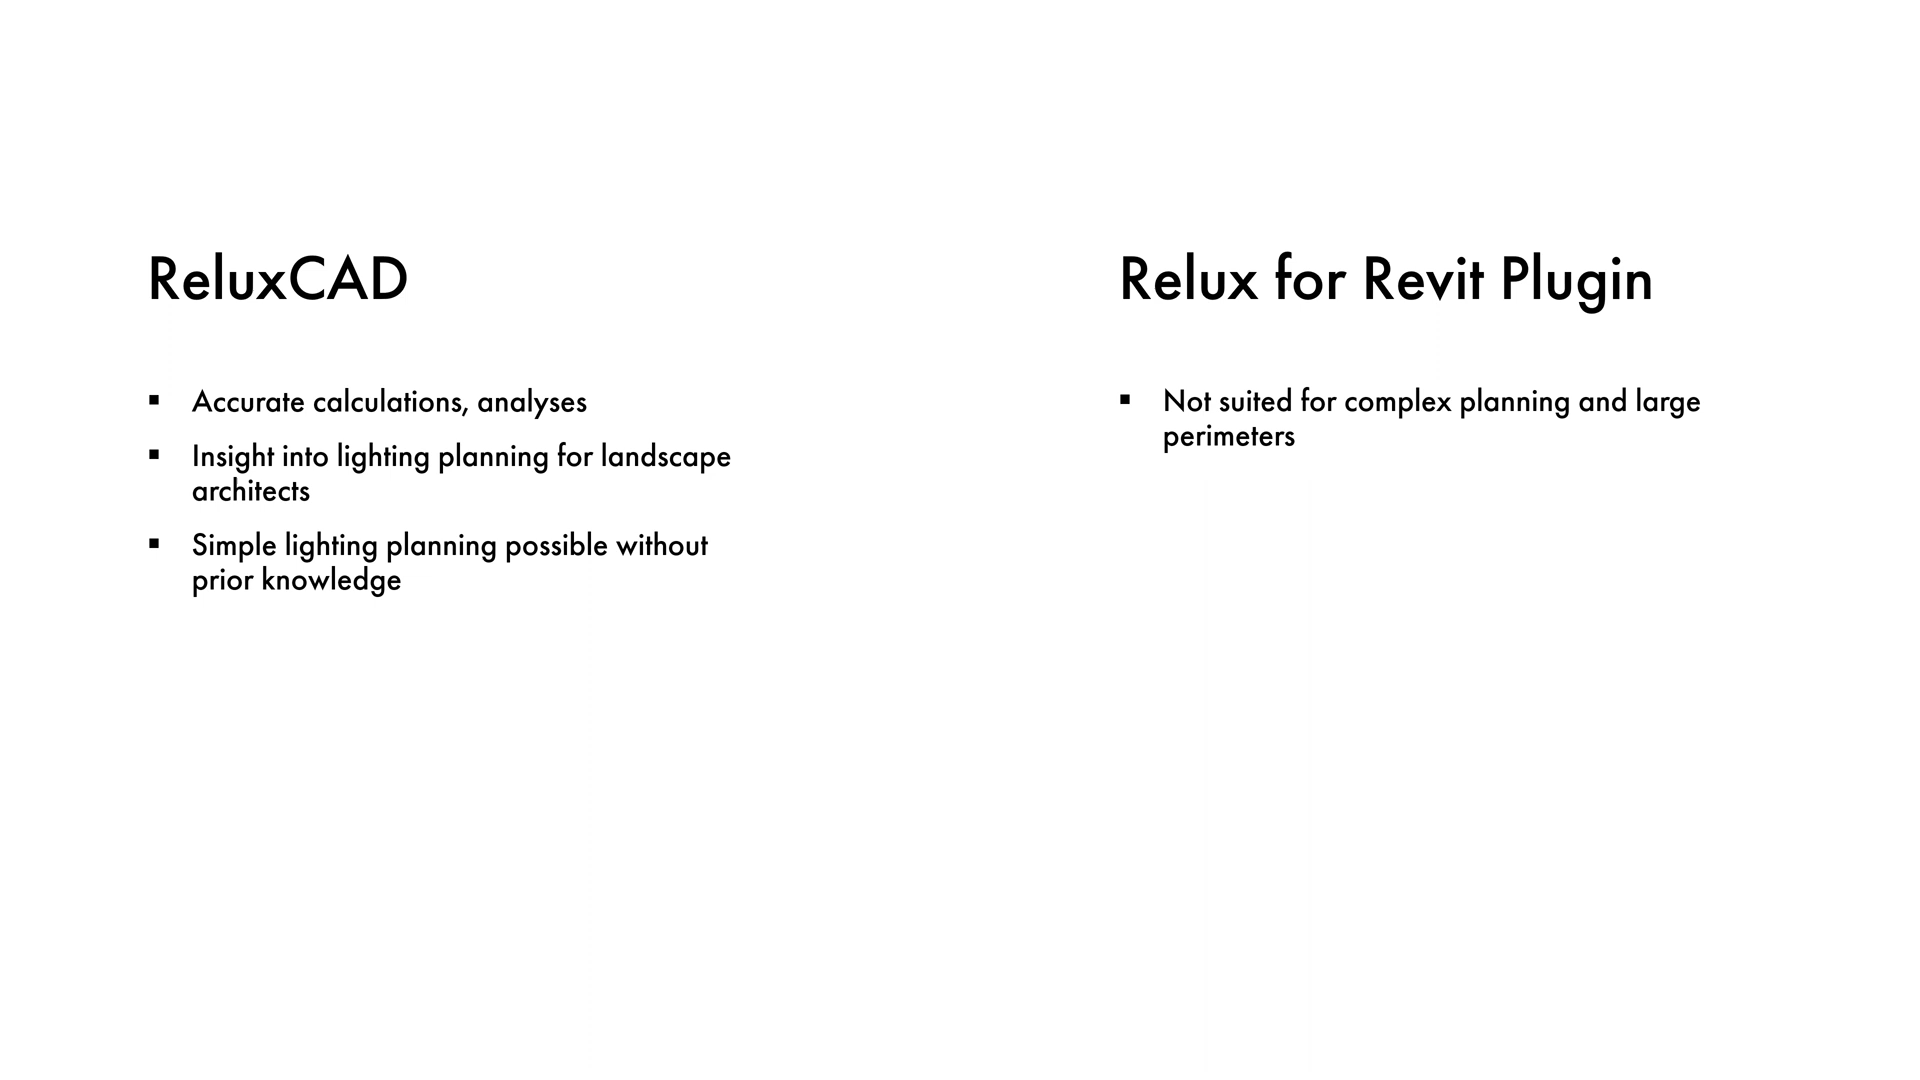 ReluxCAD
▪ Accurate calculations, analyses
▪ Insight into lighting planning for landscape
architects
▪ Simple lighting planning possible without
prior knowledge
Relux for Revit Plugin
▪ Not suited for complex planning and large
perimeters